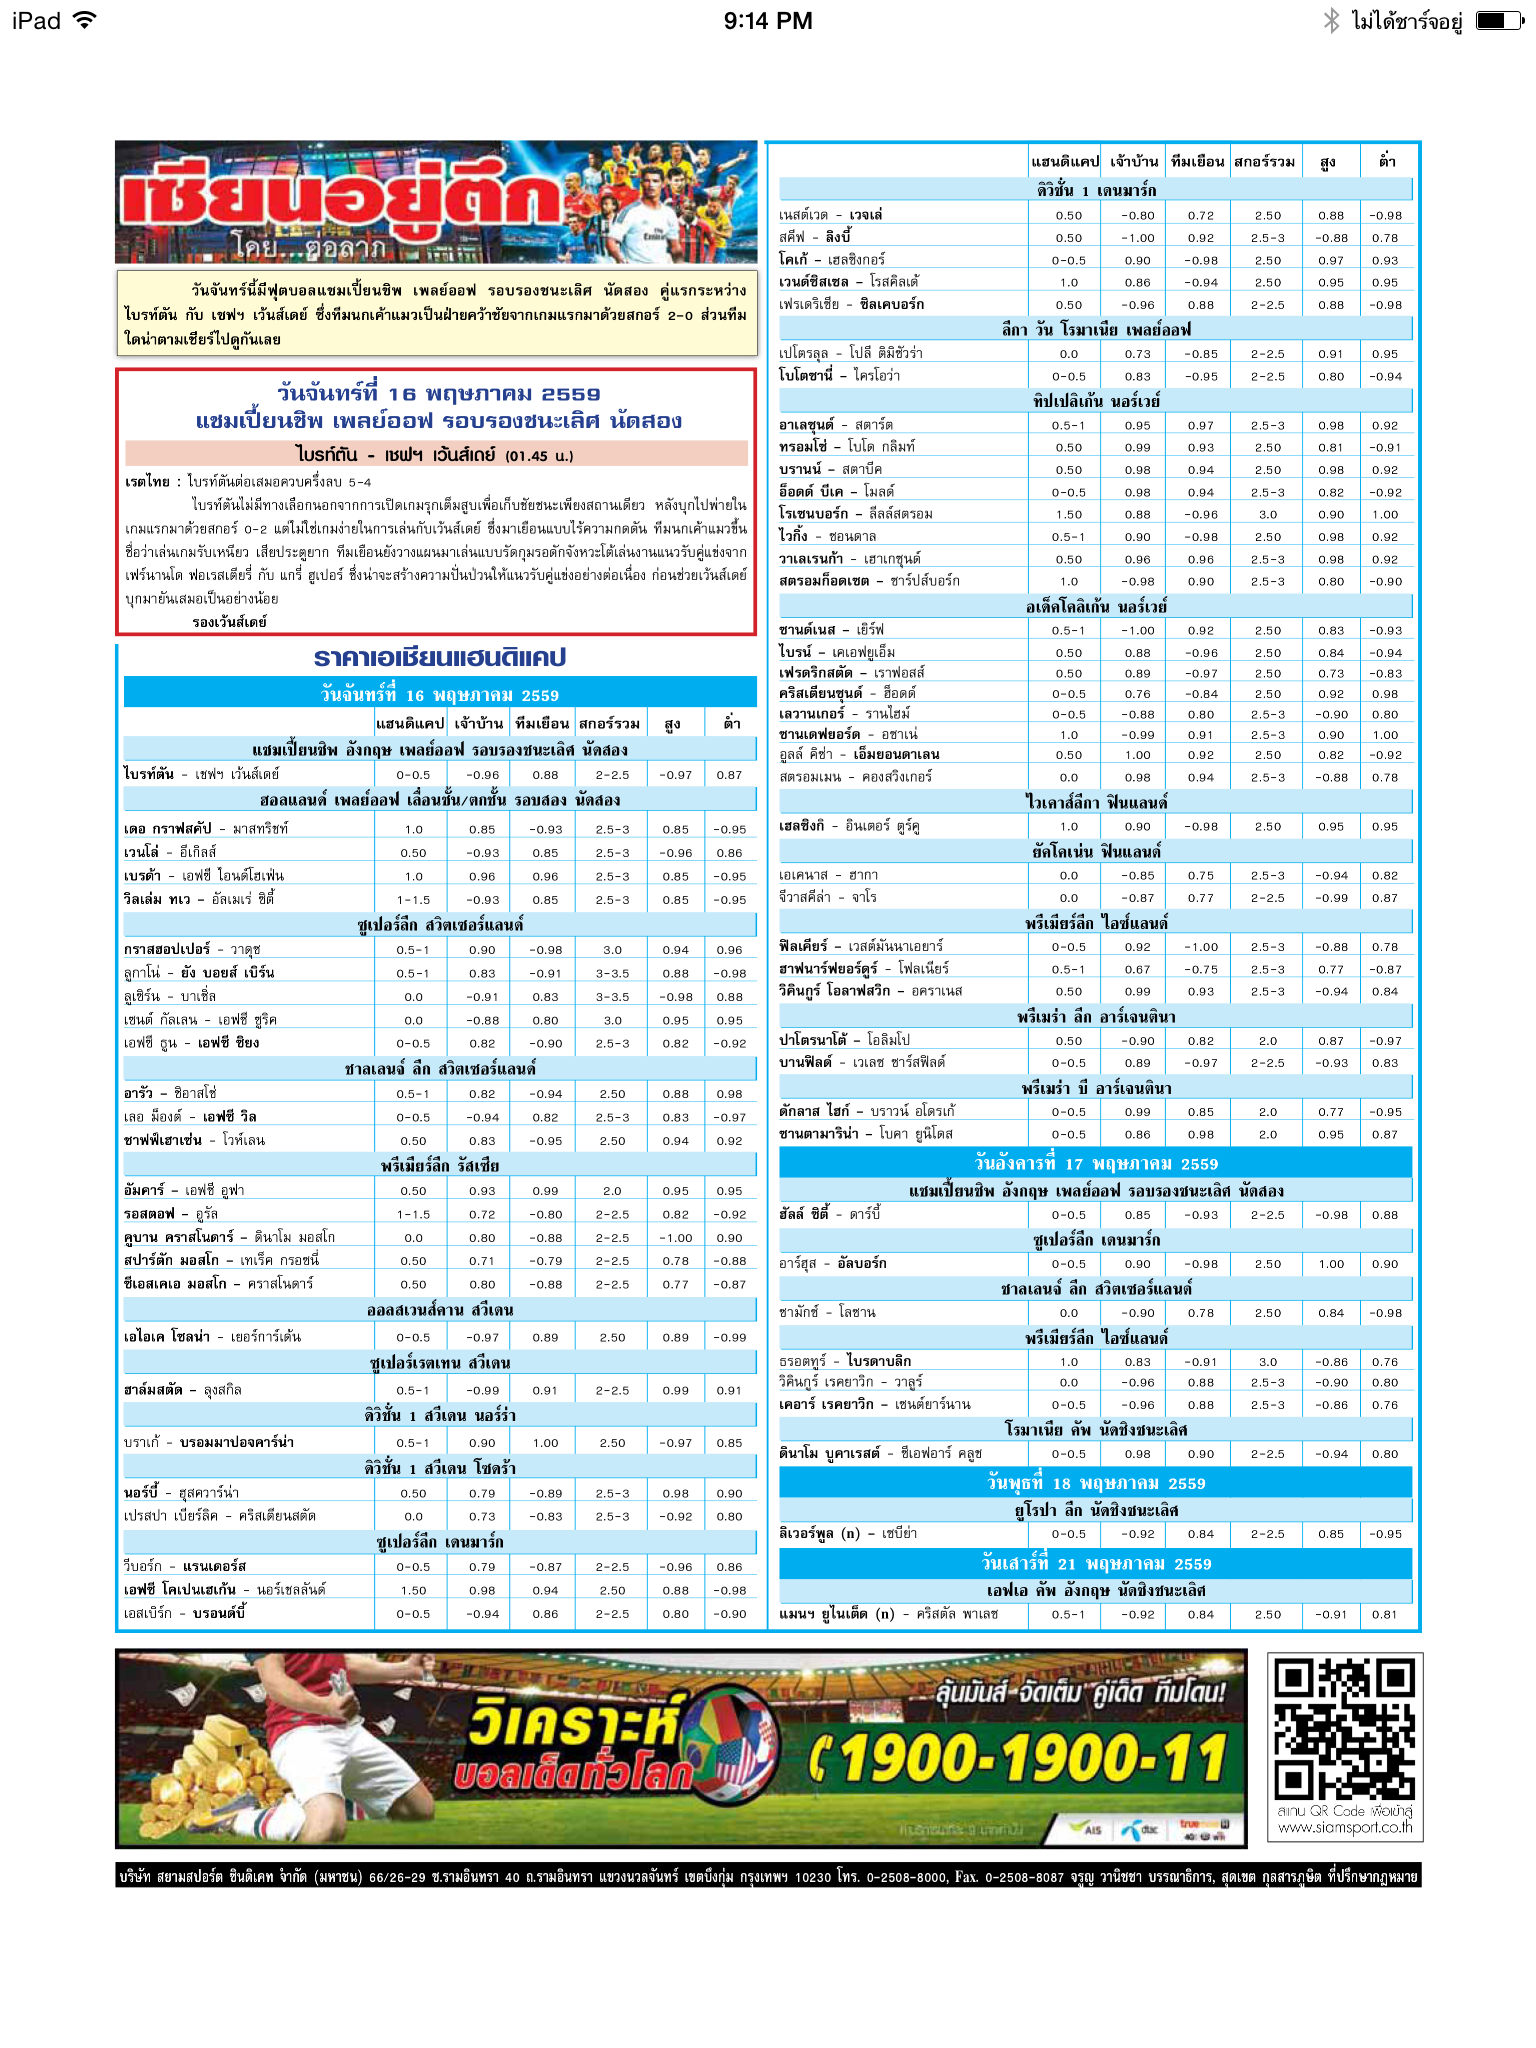 iPad
9:14 PM
ไม่ได้ชาร์จอยู่
เซียนอยู่ตึก
โดย....ต่อลาภ
วันจันทร์นี้มีฟุตบอลแชมเปี้ยนชิพ เพลย์ออฟ รอบรองชนะเลิศ นัดสอง คู่แรกระหว่าง
ไบรท์ตัน กับ เชฟฯ เว้นส์เดย์ ซึ่งทีมนกเค้าแมวเป็นฝ่ายคว้าชัยจากเกมแรกมาด้วยสกอร์ 2-0 ส่วนทีม
ใดน่าตามเชียร์ไปดูกันเลย
วันจันทร์ที่ 16 พฤษภาคม 2559
แชมเปี้ยนชิพ เพลย์ออฟ รอบรองชนะเลิศ นัดสอง
ไบรท์ตัน - เชฟฯ เว้นส์เดย์ (01.45 น.)
เรตไทย : ไบรท์ตันต่อเสมอควบครึ่งลบ 5-4
ไบรท์ตันไม่มีทางเลือกนอกจากการเปิดเกมรุกเต็มสูบเพื่อเก็บชัยชนะเพียงสถานเดียว หลังบุกไปพ่ายใน
เกมแรกมาด้วยสกอร์ 0-2 แต่ไม่ใช่เกมง่ายในการเล่นกับเว้นส์เดย์ ซึ่งมาเยือนแบบไร้ความกดดัน ทีมนกเค้าแมวขึ้น
ชื่อว่าเล่นเกมรับเหนียว เสียประตูยาก ทีมเยือนยังวางแผนมาเล่นแบบรัดกุมรอดักจังหวะโต้เล่นงานแนวรับคู่แข่งจาก
เฟร์นานโด ฟอเรสเตียรี่ กับ แกรี่ ฮูเปอร์ ซึ่งน่าจะสร้างความปั่นป่วนให้แนวรับคู่แข่งอย่างต่อเนื่อง ก่อนช่วยเว้นส์เดย์
บุกมายันเสมอเป็นอย่างน้อย
รองเว้นส์เดย์
ราคาเอเชียนแฮนดิแคป
วันจันทร์ที่ 16 พฤษภาคม 2559
แฮนดิแคป เจ้าบ้าน ทีมเยือน สกอร์รวม สูง ต่ำ
แชมเปี้ยนชิพ อังกฤษ เพลย์ออฟ รอบรองชนะเลิศ นัดสอง
ไบรท์ตัน - เชฟฯ เว้นส์เดย์ 0-0.5 -0.96 0.88 2-2.5 -0.97 0.87
ฮอลแลนด์ เพลย์ออฟ เลื่อนชั้น/ตกชั้น รอบสอง นัดสอง
เดอ กราฟสคัป - มาสทริชท์ 1.0 0.85 -0.93 2.5-3 0.85 -0.95
เวนโล่ - อีเกิลส์ 0.50 -0.93 0.85 2.5-3 -0.96 0.86
เบรด้า - เอฟซี ไอนด์โฮเฟ่น 1.0 0.96 0.96 2.5-3 0.85 -0.95
วิลเล่ม ทเว - อัลเมเร่ ซิตี้ 1-1.5 -0.93 0.85 2.5-3 0.85 -0.95
ซูเปอร์ลีก สวิตเซอร์แลนด์
กราสฮอปเปอร์ - วาดุซ 0.5-1 0.90 -0.98 3.0 0.94 0.96
ลูกาโน่ - ยัง บอยส์ เบิร์น 0.5-1 0.83 -0.91 3-3.5 0.88 -0.98
ลูเซิร์น - บาเซิ่ล 0.0 -0.91 0.83 3-3.5 -0.98 0.88
เซนต์ กัลเลน - เอฟซี ซูริค 0.0 -0.88 0.80 3.0 0.95 0.95
เอฟซี ธูน - เอฟซี ซิยง 0-0.5 0.82 -0.90 2.5-3 0.82 -0.92
ชาลเลนจ์ ลีก สวิตเซอร์แลนด์
อารัว - ชิอาสโซ่ 0.5-1 0.82 -0.94 2.50 0.88 0.98
เลอ ม็องต์ - เอฟซี วิล 0-0.5 -0.94 0.82 2.5-3 0.83 -0.97
ชาฟฟ์เฮาเซ่น - โวห์เลน 0.50 0.83 -0.95 2.50 0.94 0.92
พรีเมียร์ลีก รัสเซีย
อัมคาร์ - เอฟซี อูฟา 0.50 0.93 0.99 2.0 0.95 0.95
รอสตอฟ - อูรัล 1-1.5 0.72 -0.80 2-2.5 0.82 -0.92
คูบาน คราสโนดาร์ - ดินาโม มอสโก 0.0 0.80 -0.88 2-2.5 -1.00 0.90
สปาร์ตัก มอสโก - เทเร็ค กรอซนี่ 0.50 0.71 -0.79 2-2.5 0.78 -0.88
ซีเอสเคเอ มอสโก - คราสโนดาร์ 0.50 0.80 -0.88 2-2.5 0.77 -0.87
ออลสเวนส์คาน สวีเดน
เอไอเค โซลน่า - เยอร์การ์เด้น 0-0.5 -0.97 0.89 2.50 0.89 -0.99
ซูเปอร์เรตเทน สวีเดน
ฮาล์มสตัด - ลุงสกิล 0.5-1 -0.99 0.91 2-2.5 0.99 0.91
ดิวิชั่น 1 สวีเดน นอร์ร่า
บราเก้ - บรอมมาปอจคาร์น่า 0.5-1 0.90 1.00 2.50 -0.97 0.85
ดิวิชั่น 1 สวีเดน โซดร้า
นอร์บี้ - ฮุสควาร์น่า 0.50 0.79 -0.89 2.5-3 0.98 0.90
เปรสปา เบียร์ลิค - คริสเตียนสตัด 0.0 0.73 -0.83 2.5-3 -0.92 0.80
ซูเปอร์ลีก เดนมาร์ก
วีบอร์ก - แรนเดอร์ส 0-0.5 0.79 -0.87 2-2.5 -0.96 0.86
เอฟซี โคเปนเฮเก้น - นอร์เซลลันด์ 1.50 0.98 0.94 2.50 0.88 -0.98
เอสเบิร์ก - บรอนด์บี้ 0-0.5 -0.94 0.86 2-2.5 0.80 -0.90
แฮนดิแคป เจ้าบ้าน ทีมเยือน สกอร์รวม สูง ต่ำ
ดิวิชั่น 1 เดนมาร์ก
เนสต์เวด - เวจเล่ 0.50 -0.80 0.72 2.50 0.88 -0.98
สคีฟ - ลิงบี้ 0.50 -1.00 0.92 2.5-3 -0.88 0.78
โคเก้ - เฮลซิงกอร์ 0-0.5 0.90 -0.98 2.50 0.97 0.93
เวนด์ซิสเซล - โรสคิลเด้ 1.0 0.86 -0.94 2.50 0.95 0.95
เฟรเดริเซีย - ซิลเคบอร์ก 0.50 -0.96 0.88 2-2.5 0.88 -0.98
ลีกา วัน โรมาเนีย เพลย์ออฟ
เปโตรลุล - โปลี ติมิซัวร่า 0.0 0.73 -0.85 2-2.5 0.91 0.95
โบโตซานี่ - ไครโอว่า 0-0.5 0.83 -0.95 2-2.5 0.80 -0.94
ทิปเปลิเก้น นอร์เวย์
อาเลซุนด์ - สตาร์ต 0.5-1 0.95 0.97 2.5-3 0.98 0.92
ทรอมโซ่ - โบโด กลิมท์ 0.50 0.99 0.93 2.50 0.81 -0.91
บรานน์ - สตาบีค 0.50 0.98 0.94 2.50 0.98 0.92
อ็อดด์ บีเค - โมลด์ 0-0.5 0.98 0.94 2.5-3 0.82 -0.92
โรเซนบอร์ก - ลีลล์สตรอม 1.50 0.88 -0.96 3.0 0.90 1.00
ไวกิ้ง - ซอนดาล 0.5-1 0.90 -0.98 2.50 0.98 0.92
วาเลเรนก้า - เฮาเกซุนด์ 0.50 0.96 0.96 2.5-3 0.98 0.92
สตรอมก็อดเซต - ซาร์ปส์บอร์ก 1.0 -0.98 0.90 2.5-3 0.80 -0.90
อเด็คโคลิเก้น นอร์เวย์
ซานด์เนส - เยิร์ฟ 0.5-1 -1.00 0.92 2.50 0.83 -0.93
ไบรน์ - เคเอฟยูเอ็ม 0.50 0.88 -0.96 2.50 0.84 -0.94
เฟรดริกสตัด - เราฟอสส์ 0.50 0.89 -0.97 2.50 0.73 -0.83
คริสเตียนซุนด์ - ฮ็อดด์ 0-0.5 0.76 -0.84 2.50 0.92 0.98
เลวานเกอร์ - รานไฮม์ 0-0.5 -0.88 0.80 2.5-3 -0.90 0.80
ซานเดฟยอร์ด - อซาเน่ 1.0 -0.99 0.91 2.5-3 0.90 1.00
อูลล์ คิซ่า - เอ็มยอนดาเลน 0.50 1.00 0.92 2.50 0.82 -0.92
สตรอมเมน - คองสวิงเกอร์ 0.0 0.98 0.94 2.5-3 -0.88 0.78
ไวเคาส์ลีกา ฟินแลนด์
เฮลซิงกิ - อินเตอร์ ตูร์คู 1.0 0.90 -0.98 2.50 0.95 0.95
ยัคโคเน่น ฟินแลนด์
เอเคนาส - ฮากา 0.0 -0.85 0.75 2.5-3 -0.94 0.82
จีวาสคีล่า - จาโร 0.0 -0.87 0.77 2-2.5 -0.99 0.87
พรีเมียร์ลีก ไอซ์แลนด์
ฟิลเคียร์ - เวสต์มันนาเอยาร์ 0-0.5 0.92 -1.00 2.5-3 -0.88 0.78
ฮาฟนาร์ฟยอร์ดูร์ - โฟลเนียร์ 0.5-1 0.67 -0.75 2.5-3 0.77 -0.87
วิคินกูร์ โอลาฟสวิก - อคราเนส 0.50 0.99 0.93 2.5-3 -0.94 0.84
พรีเมร่า ลีก อาร์เจนตินา
ปาโตรนาโต้ - โอลิมโป 0.50 -0.90 0.82 2.0 0.87 -0.97
บานฟิลด์ - เวเลซ ซาร์สฟิลด์ 0-0.5 0.89 -0.97 2-2.5 -0.93 0.83
พรีเมร่า บี อาร์เจนตินา
ดักลาส ไฮก์ - บราวน์ อโดรเก้ 0-0.5 0.99 0.85 2.0 0.77 -0.95
ซานตามาริน่า - โบคา ยูนิโดส 0-0.5 0.86 0.98 2.0 0.95 0.87
วันอังคารที่ 17 พฤษภาคม 2559
แชมเปี้ยนชิพ อังกฤษ เพลย์ออฟ รอบรองชนะเลิศ นัดสอง
ฮัลล์ ซิตี้ - ดาร์บี้ 0-0.5 0.85 -0.93 2-2.5 -0.98 0.88
ซูเปอร์ลีก เดนมาร์ก
อาร์ฮุส - อัลบอร์ก 0-0.5 0.90 -0.98 2.50 1.00 0.90
ชาลเลนจ์ ลีก สวิตเซอร์แลนด์
ชามักซ์ - โลซาน 0.0 -0.90 0.78 2.50 0.84 -0.98
พรีเมียร์ลีก ไอซ์แลนด์
ธรอตทูร์ - ไบรดาบลิก 1.0 0.83 -0.91 3.0 -0.86 0.76
วิคินกูร์ เรคยาวิก - วาลูร์ 0.0 -0.96 0.88 2.5-3 -0.90 0.80
เคอาร์ เรคยาวิก - เซนต์ยาร์นาน 0-0.5 -0.96 0.88 2.5-3 -0.86 0.76
โรมาเนีย คัพ นัดชิงชนะเลิศ
ดินาโม บูคาเรสต์ - ซีเอฟอาร์ คลูช 0-0.5 0.98 0.90 2-2.5 -0.94 0.80
วันพุธที่ 18 พฤษภาคม 2559
ยูโรปา ลีก นัดชิงชนะเลิศ
ลิเวอร์พูล (n) - เซบีย่า 0-0.5 -0.92 0.84 2-2.5 0.85 -0.95
วันเสาร์ที่ 21 พฤษภาคม 2559
เอฟเอ คัพ อังกฤษ นัดชิงชนะเลิศ
แมนฯ ยูไนเต็ด (n) - คริสตัล พาเลซ 0.5-1 -0.92 0.84 2.50 -0.91 0.81
วิเคราะห์
บอลเด็ดทั่วโลก
ลุ้นมันส์ จัดเต็ม คู่เด็ด ทีมโดน!
1900-1900-11
ค่าบริการนาทีละ 9 บาทเท่านั้น
AIS dtac truemove H
4G
สแกน QR Code เพื่อเข้าสู่
www.siamsport.co.th
บริษัท สยามสปอร์ต ซินดิเคท จำกัด (มหาชน) 66/26-29 ซ.รามอินทรา 40 ถ.รามอินทรา แขวงนวลจันทร์ เขตบึงกุ่ม กรุงเทพฯ 10230 โทร. 0-2508-8000, Fax. 0-2508-8087 จรูญ วานิชชา บรรณาธิการ, สุดเขต กุลสารภูษิต ที่ปรึกษากฎหมาย